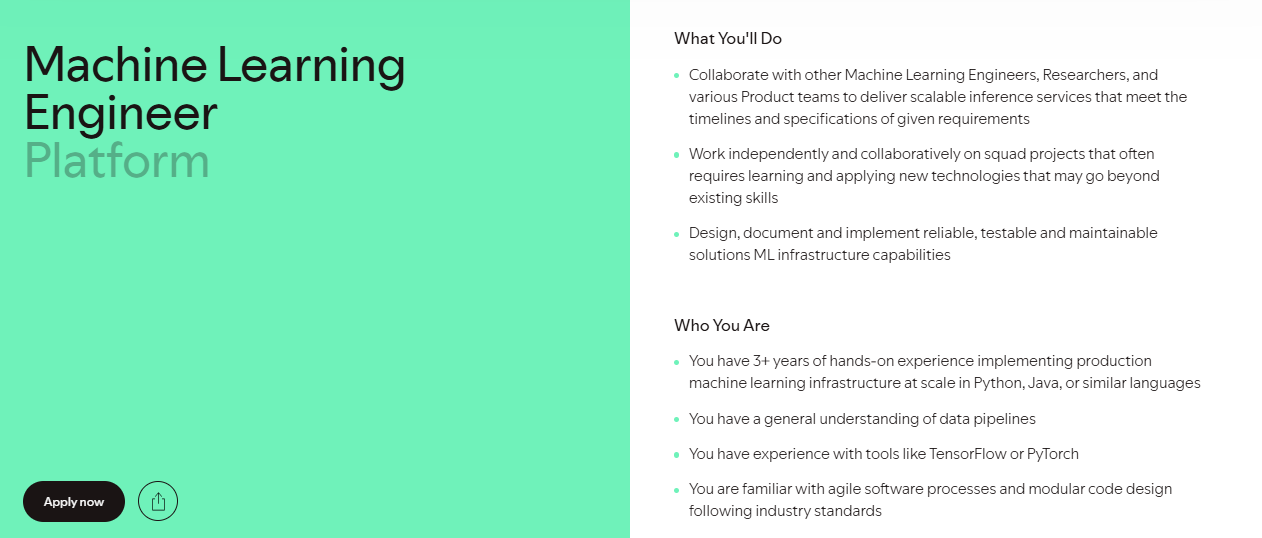 Machine Learning
Engineer
Platform
Apply now
What You'll Do
Collaborate with other Machine Learning Engineers, Researchers, and
various Product teams to deliver scalable inference services that meet the
timelines and specifications of given requirements
Work independently and collaboratively on squad projects that often
requires learning and applying new technologies that may go beyond
existing skills
Design, document and implement reliable, testable and maintainable
solutions ML infrastructure capabilities
Who You Are
You have 3+ years of hands-on experience implementing production
machine learning infrastructure at scale in Python, Java, or similar languages
You have a general understanding of data pipelines
You have experience with tools like TensorFlow or PyTorch
You are familiar with agile software processes and modular code design
following industry standards